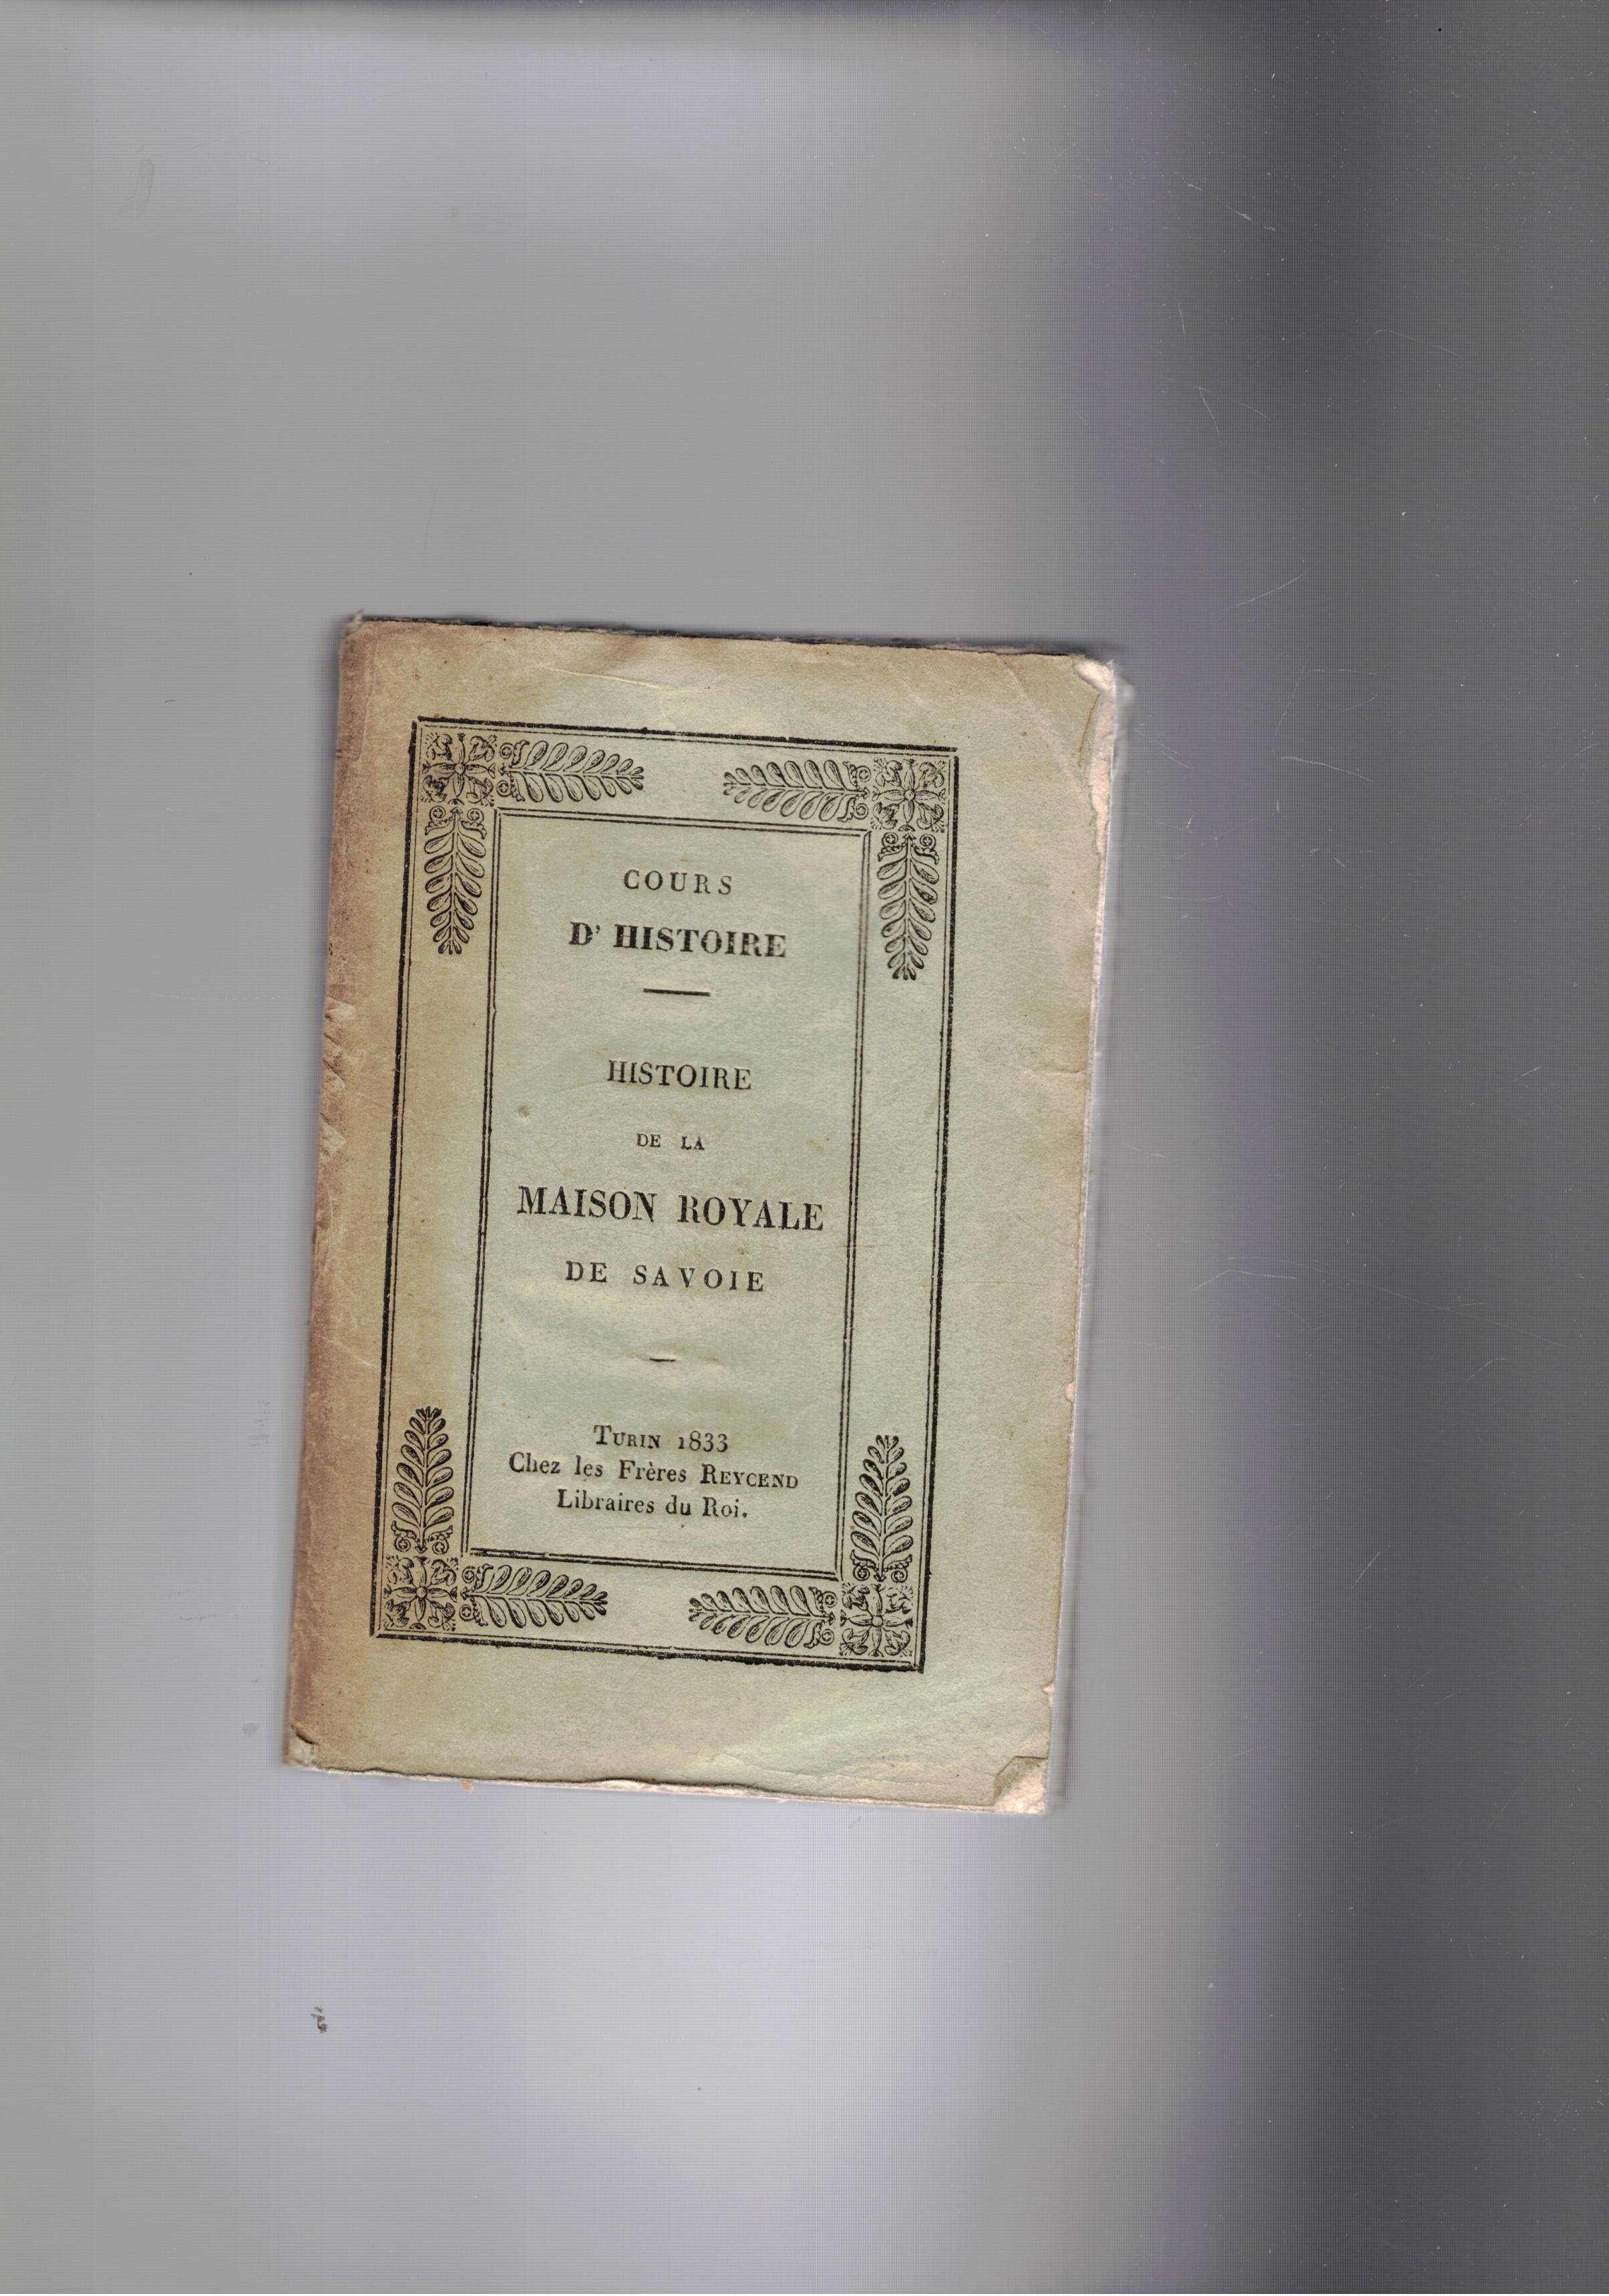 COURS
D' HISTOIRE
HISTOIRE
DE LA
MAISON ROYALE
DE SAVOIE
TURIN 1833
Chez les Frères REYCEND
Libraires du Roi.